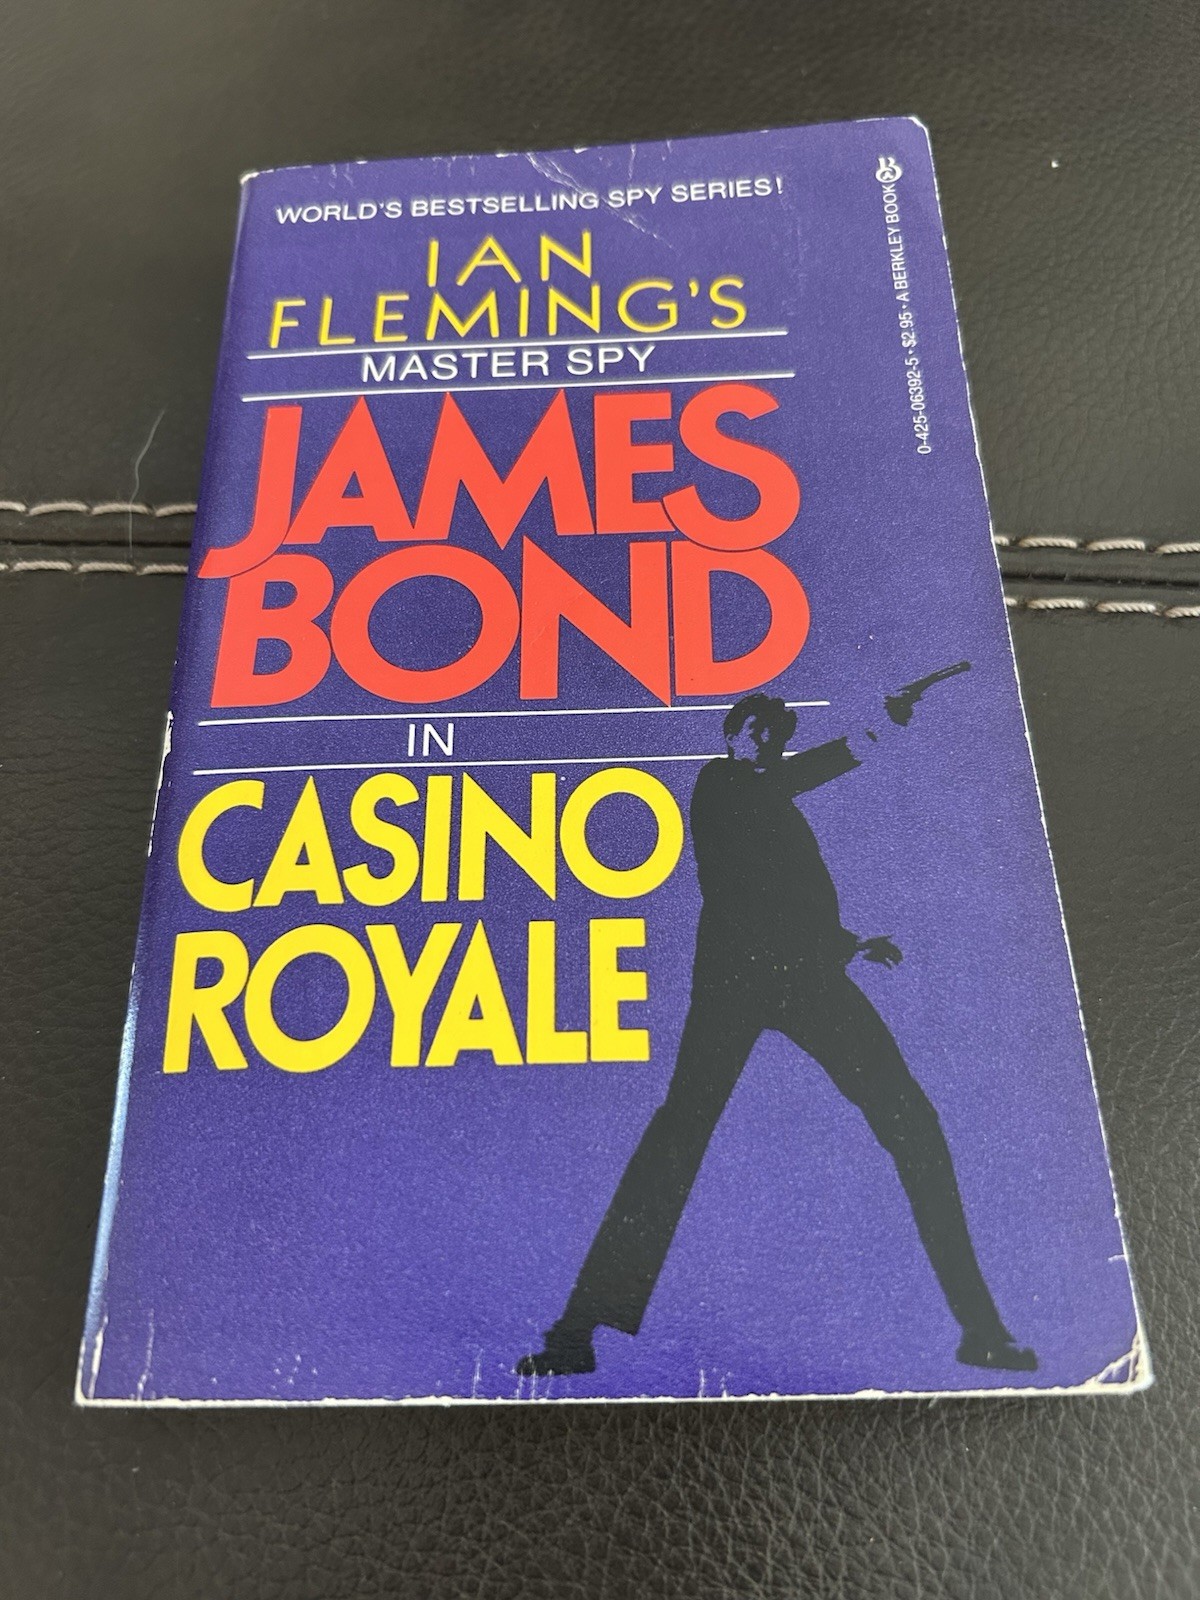 WORLD'S BESTSELLING SPY SERIES!
IAN
FLEMING'S
MASTER SPY
JAMES
BOND
IN
CASINO
ROYALE
0-425-06392-5 • $2.95 • A BERKLEY BOOK